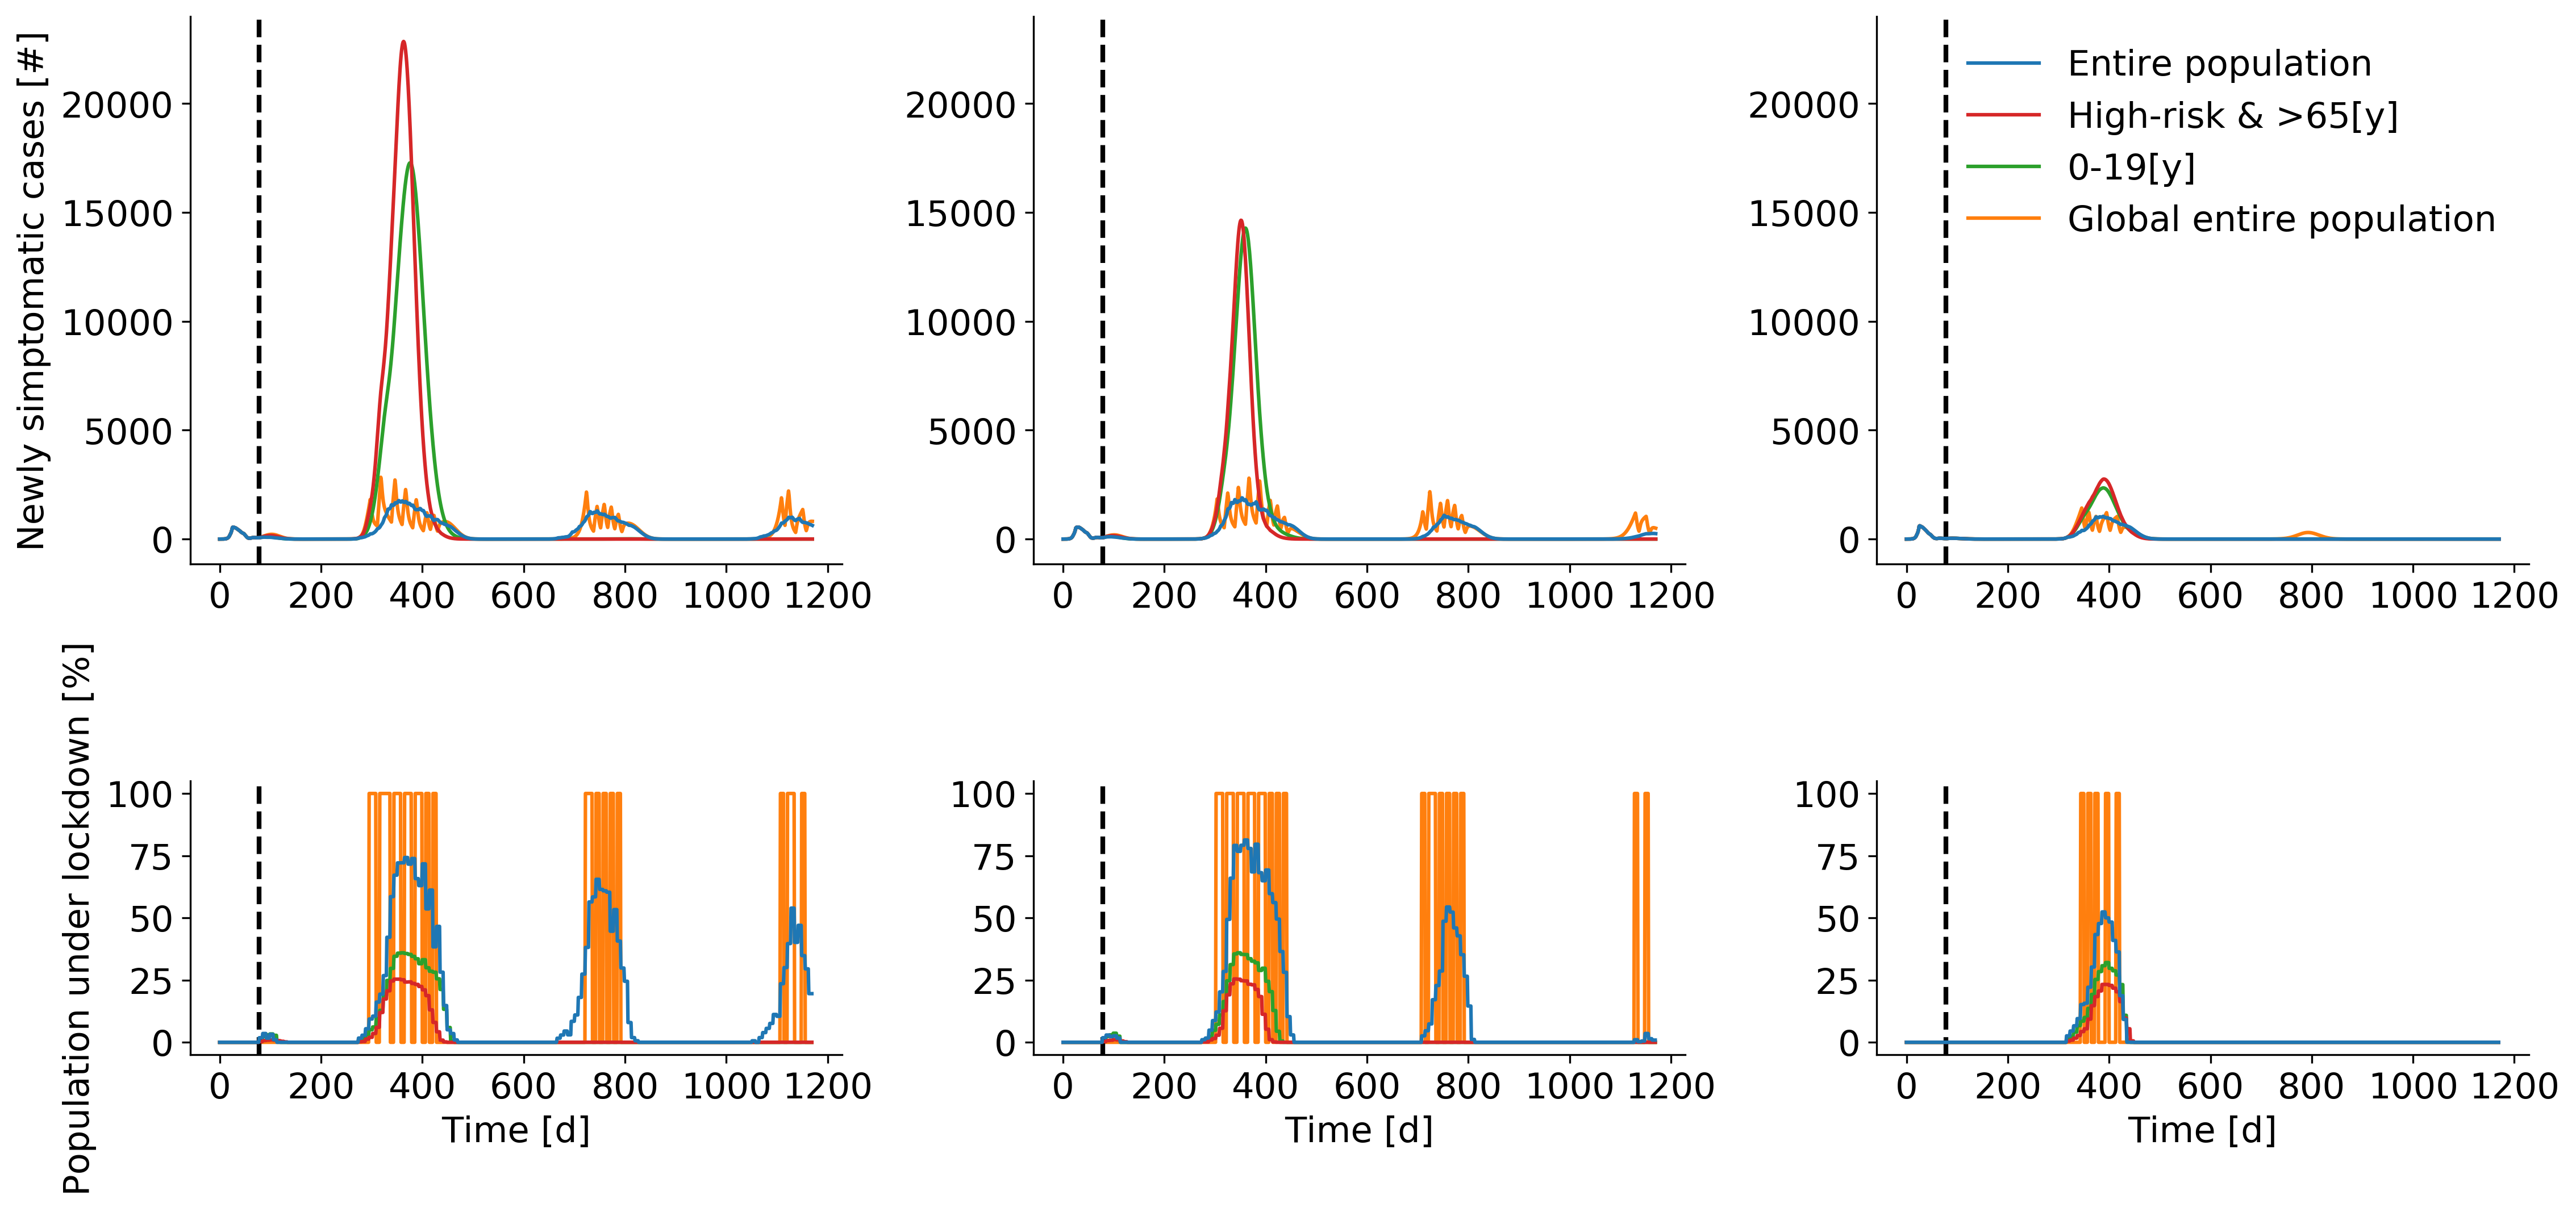 Newly simptomatic cases [#]
20000
15000
10000
5000
0
0 200 400 600 800 1000 1200
20000
15000
10000
5000
0
0 200 400 600 800 1000 1200
20000
15000
10000
5000
0
0 200 400 600 800 1000 1200
Entire population
High-risk & >65[y]
0-19[y]
Global entire population
Population under lockdown [%]
100
75
50
25
0
0 200 400 600 800 1000 1200
Time [d]
100
75
50
25
0
0 200 400 600 800 1000 1200
Time [d]
100
75
50
25
0
0 200 400 600 800 1000 1200
Time [d]